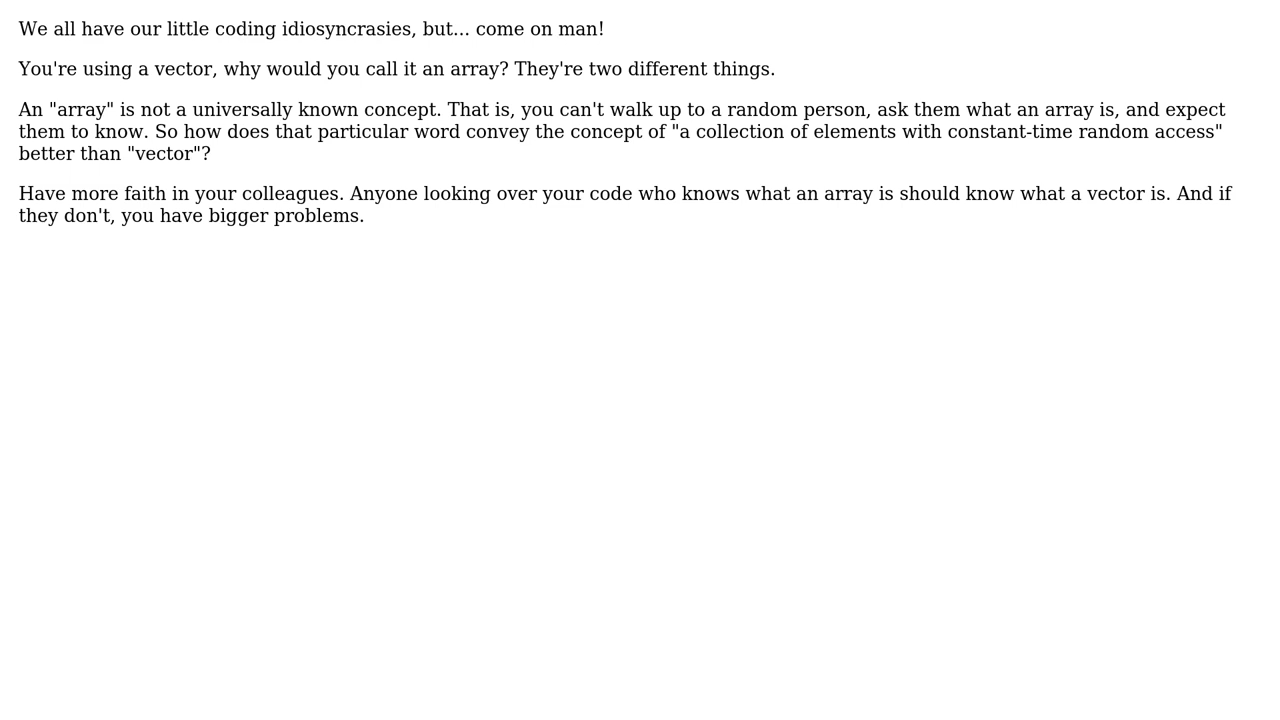 We all have our little coding idiosyncrasies, but... come on man!
You're using a vector, why would you call it an array? They're two different things.
An "array" is not a universally known concept. That is, you can't walk up to a random person, ask them what an array is, and expect
them to know. So how does that particular word convey the concept of "a collection of elements with constant-time random access"
better than "vector"?
Have more faith in your colleagues. Anyone looking over your code who knows what an array is should know what a vector is. And if
they don't, you have bigger problems.